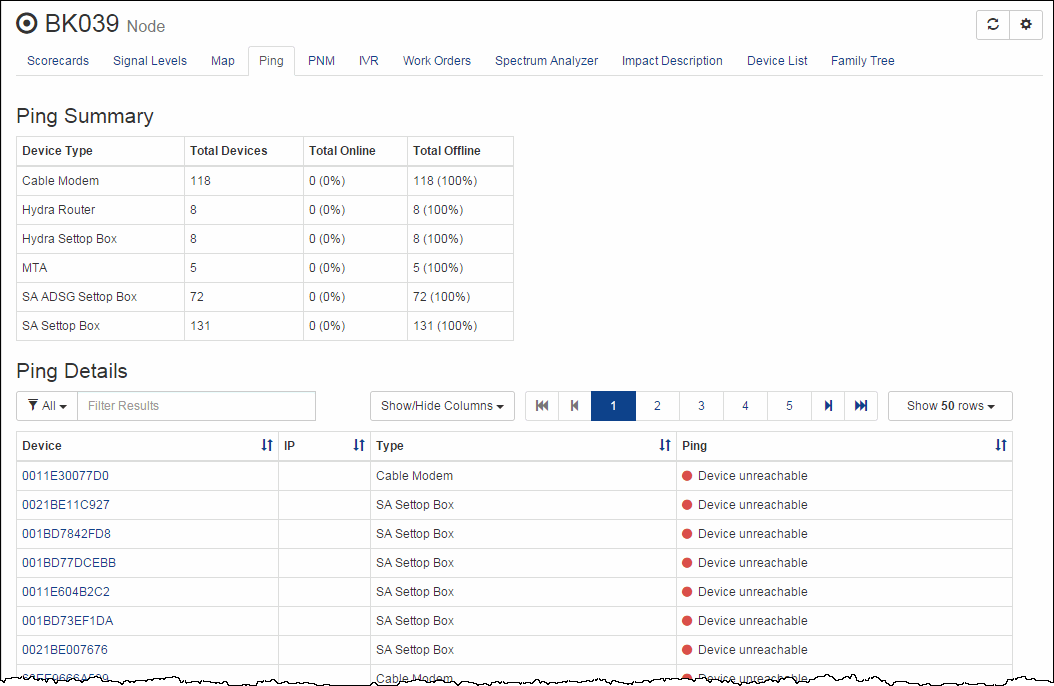 BK039 Node
Scorecards Signal Levels Map Ping PNM IVR Work Orders Spectrum Analyzer Impact Description Device List Family Tree
Ping Summary
Device Type Total Devices Total Online Total Offline
Cable Modem 118 0 (0%) 118 (100%)
Hydra Router 8 0 (0%) 8 (100%)
Hydra Settop Box 8 0 (0%) 8 (100%)
MTA 5 0 (0%) 5 (100%)
SA ADSG Settop Box 72 0 (0%) 72 (100%)
SA Settop Box 131 0 (0%) 131 (100%)
Ping Details
All Filter Results Show/Hide Columns 1 2 3 4 5 Show 50 rows
Device IP Type Ping
0011E30077D0 Cable Modem Device unreachable
0021BE11C927 SA Settop Box Device unreachable
001BD7842FD8 SA Settop Box Device unreachable
001BD77DCEBB SA Settop Box Device unreachable
0011E604B2C2 SA Settop Box Device unreachable
001BD73EF1DA SA Settop Box Device unreachable
0021BE007676 SA Settop Box Device unreachable
Cable Modem Device unreachable